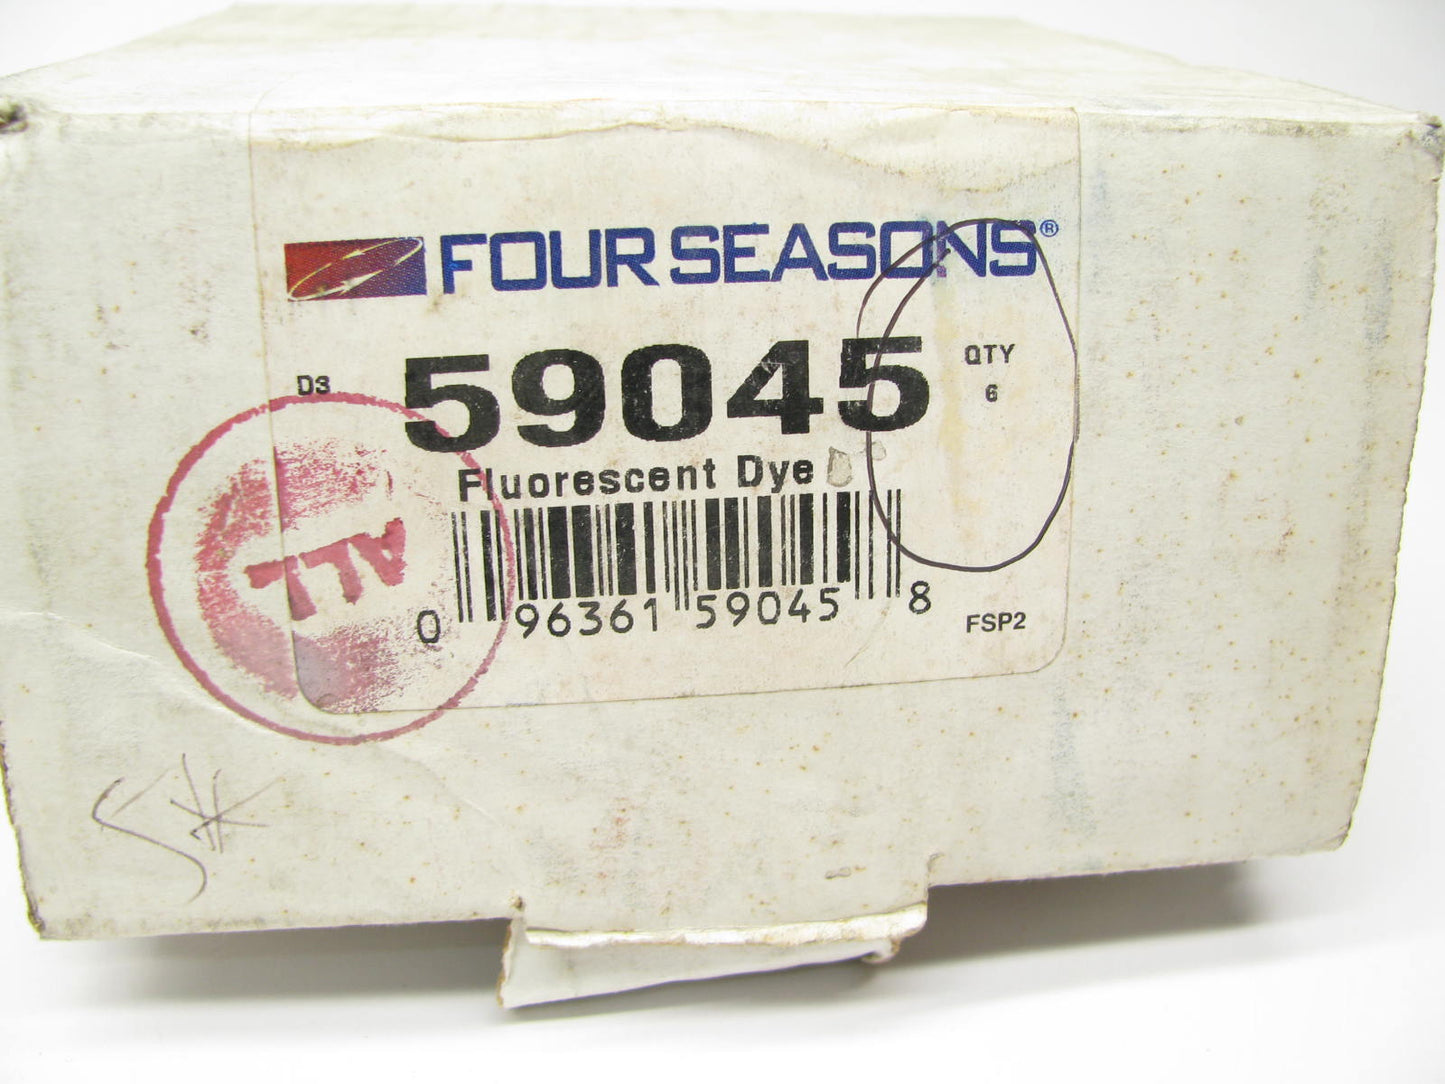 FOUR SEASONS®
D3
59045
QTY
6
Fluorescent Dye
ALL
0 96361 59045 8
FSP2